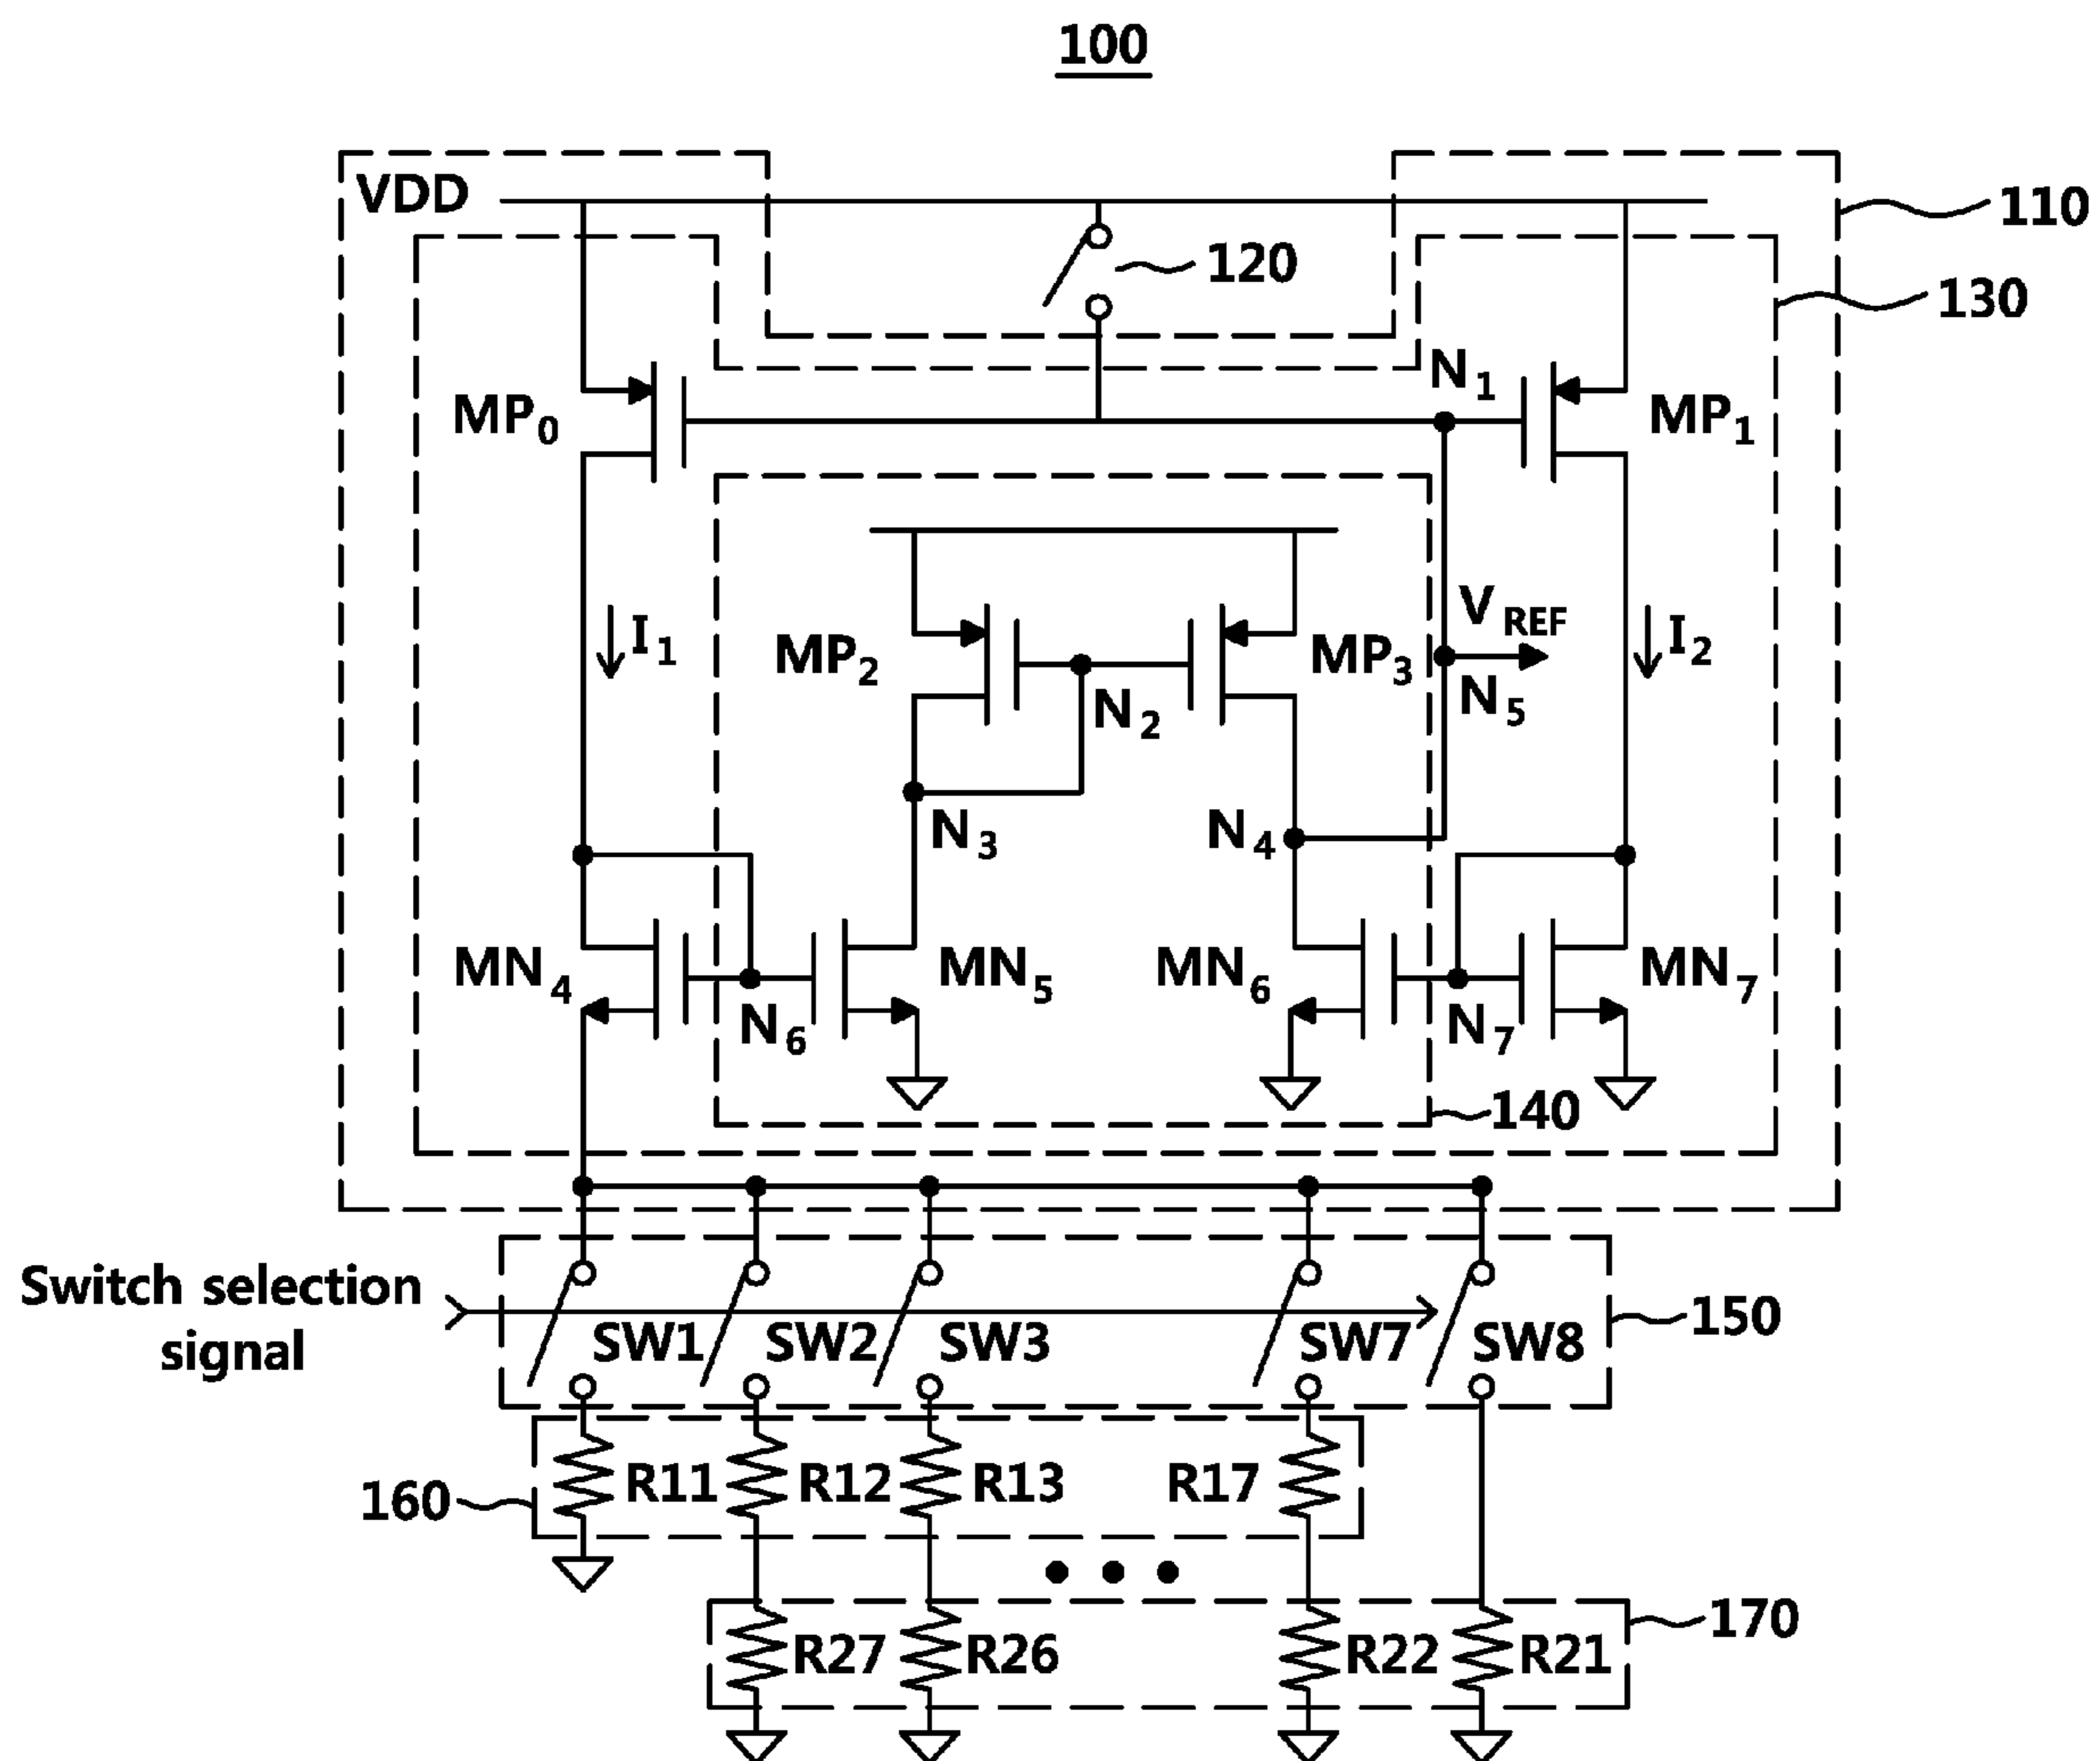 100
VDD
110
120
130
N1
MP0
MP1
VREF
I1
I2
MP2
MP3
N2
N5
N3
N4
MN4
MN5
MN6
MN7
N6
N7
140
Switch selection
signal
SW1
SW2
SW3
SW7
SW8
150
R11
R12
R13
R17
160
R27
R26
R22
R21
170